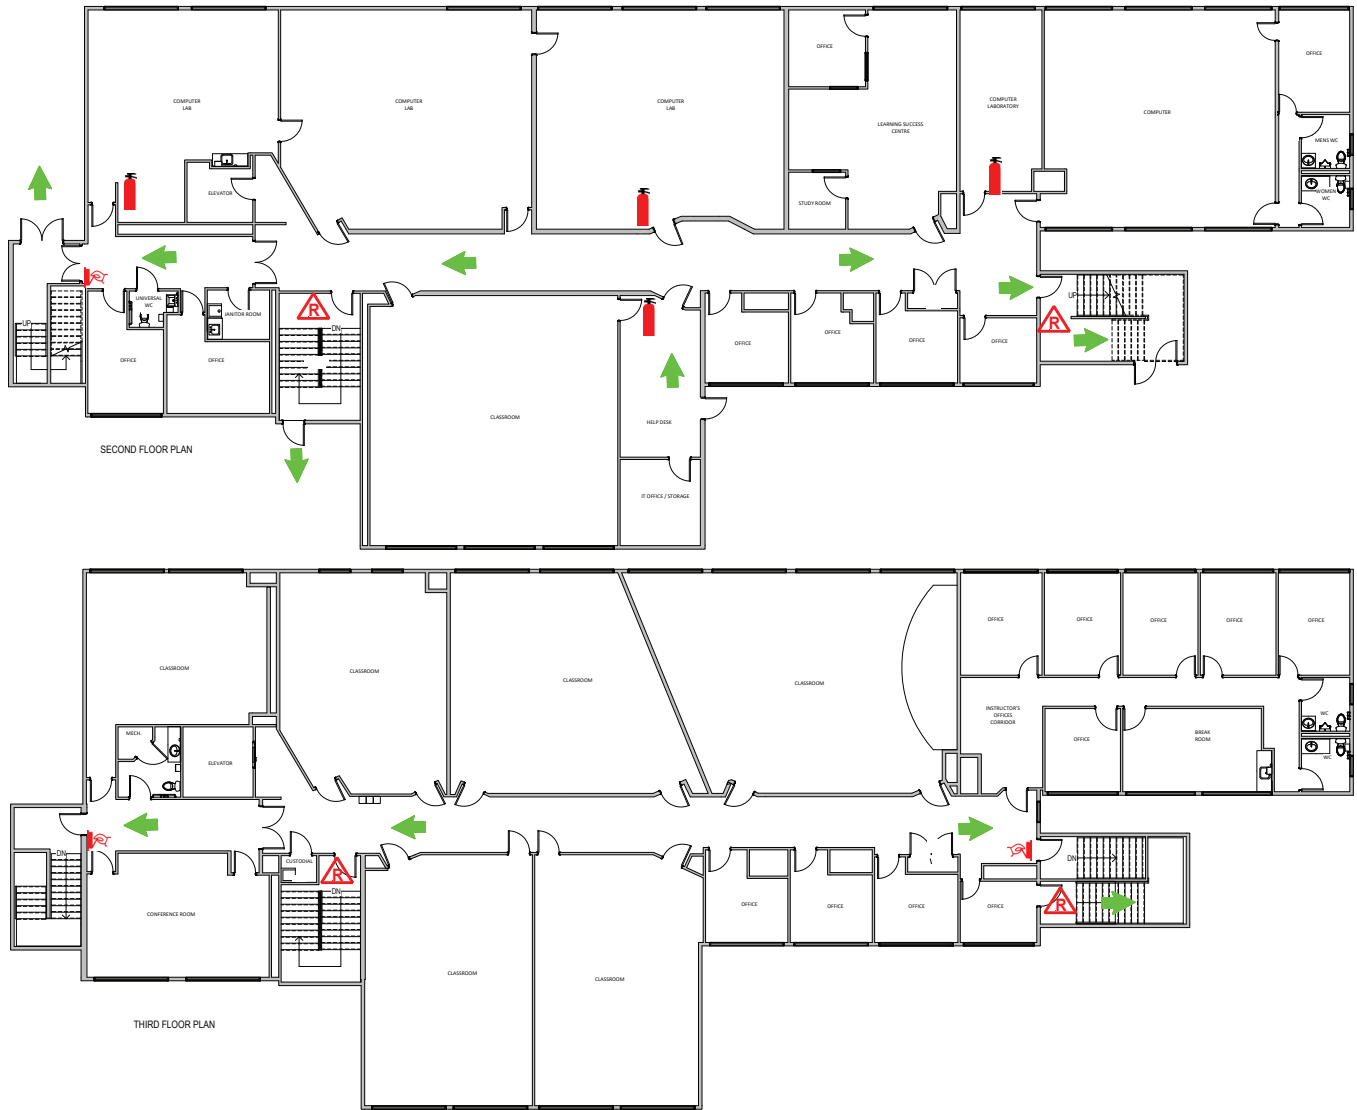 OFFICE
OFFICE
COMPUTER
LAB
COMPUTER
LAB
COMPUTER
LAB
COMPUTER
LABORATORY
COMPUTER
LEARNING SUCCESS
CENTRE
MENS WC
ELEVATOR
STUDY ROOM
WOMEN
WC
UNIVERSAL
WC
JANITOR ROOM
UP
UP
R
R
DN
OFFICE
OFFICE
OFFICE
OFFICE
OFFICE
OFFICE
CLASSROOM
HELP DESK
SECOND FLOOR PLAN
IT OFFICE / STORAGE
OFFICE
OFFICE
OFFICE
OFFICE
OFFICE
CLASSROOM
CLASSROOM
CLASSROOM
CLASSROOM
INSTRUCTOR'S
OFFICES
CORRIDOR
WC
MECH.
BREAK
ROOM
OFFICE
ELEVATOR
WC
DN
CUSTODIAL
R
DN
DN
R
OFFICE
OFFICE
OFFICE
OFFICE
CONFERENCE ROOM
CLASSROOM
CLASSROOM
THIRD FLOOR PLAN